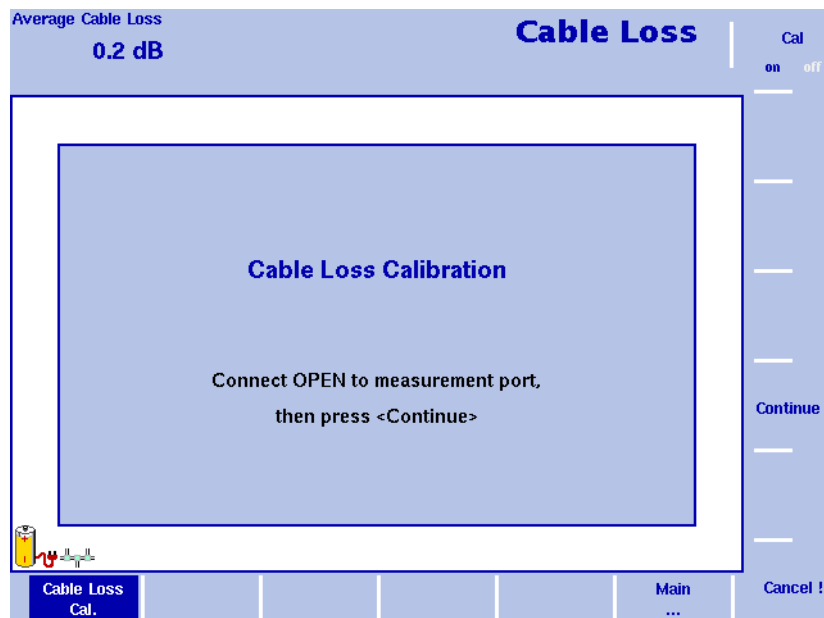 Average Cable Loss
0.2 dB
Cable Loss
Cal
on off
Cable Loss Calibration
Connect OPEN to measurement port,
then press <Continue>
Continue
Cable Loss
Cal.
Main
...
Cancel !